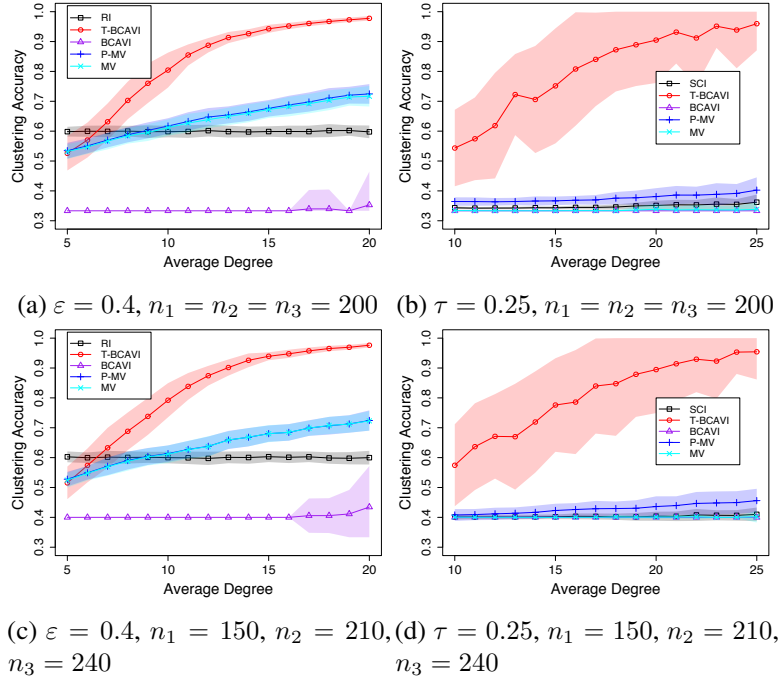 Clustering Accuracy
1.0
0.9
0.8
0.7
0.6
0.5
0.4
0.3
RI
T-BCAVI
BCAVI
P-MV
MV
5 10 15 20
Average Degree
(a) ε = 0.4, n1 = n2 = n3 = 200
Clustering Accuracy
1.0
0.9
0.8
0.7
0.6
0.5
0.4
0.3
SCI
T-BCAVI
BCAVI
P-MV
MV
10 15 20 25
Average Degree
(b) τ = 0.25, n1 = n2 = n3 = 200
Clustering Accuracy
1.0
0.9
0.8
0.7
0.6
0.5
0.4
0.3
RI
T-BCAVI
BCAVI
P-MV
MV
5 10 15 20
Average Degree
(c) ε = 0.4, n1 = 150, n2 = 210,
n3 = 240
Clustering Accuracy
1.0
0.9
0.8
0.7
0.6
0.5
0.4
0.3
SCI
T-BCAVI
BCAVI
P-MV
MV
10 15 20 25
Average Degree
(d) τ = 0.25, n1 = 150, n2 = 210,
n3 = 240